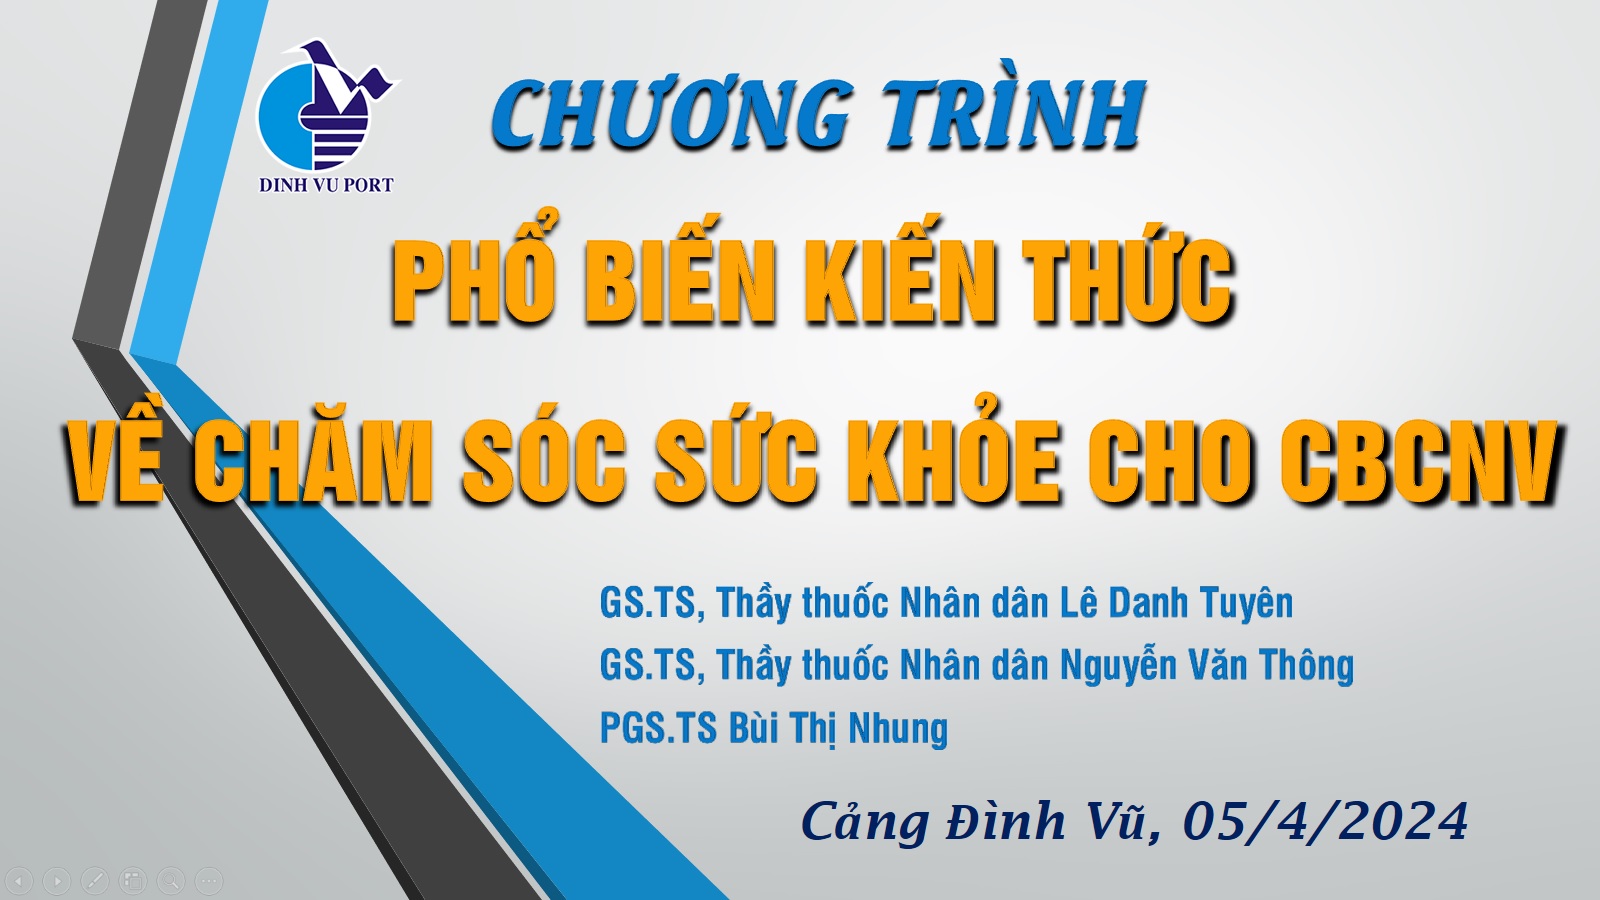 DINH VU PORT
CHƯƠNG TRÌNH
PHỔ BIẾN KIẾN THỨC
VỀ CHĂM SÓC SỨC KHỎE CHO CBCNV
GS.TS, Thầy thuốc Nhân dân Lê Danh Tuyên
GS.TS, Thầy thuốc Nhân dân Nguyễn Văn Thông
PGS.TS Bùi Thị Nhung
Cảng Đình Vũ, 05/4/2024